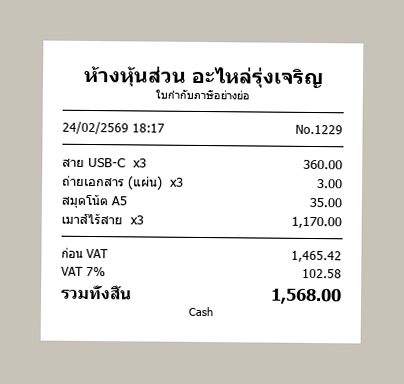 ห้างหุ้นส่วน อะไหล่รุ่งเจริญ
ใบกำกับภาษีอย่างย่อ
24/02/2569 18:17 No.1229
สาย USB-C x3 360.00
ถ่ายเอกสาร (แผ่น) x3 3.00
สมุดโน้ต A5 35.00
เมาส์ไร้สาย x3 1,170.00
ก่อน VAT 1,465.42
VAT 7% 102.58
รวมทั้งสิ้น 1,568.00
Cash